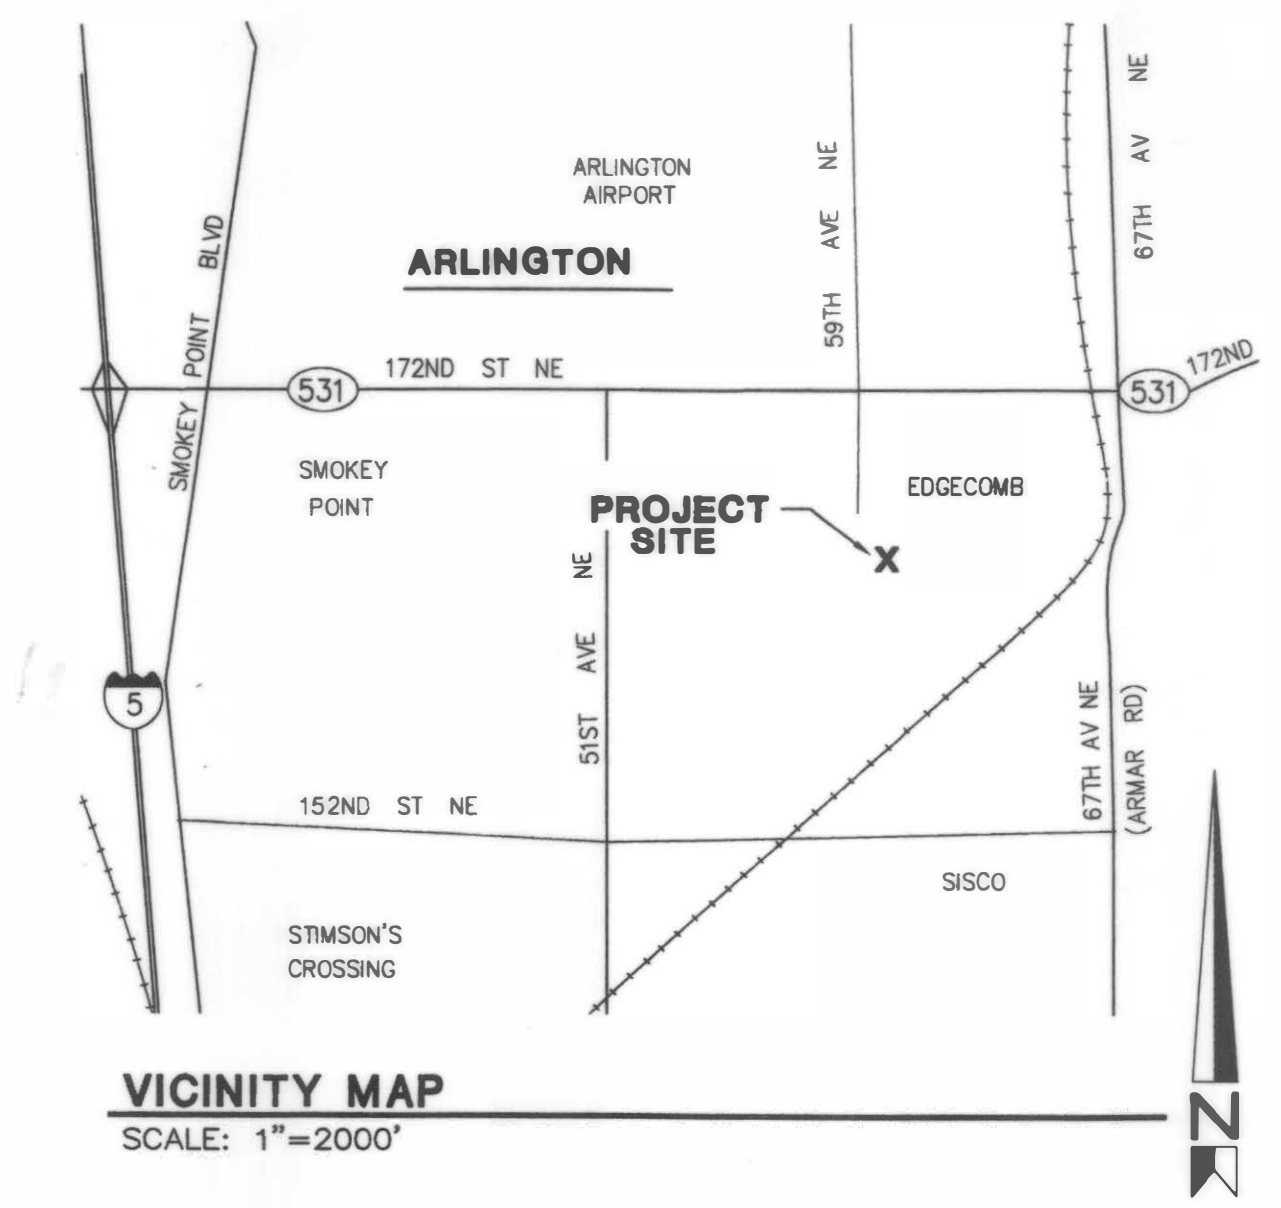 67TH AV NE
ARLINGTON
AIRPORT
59TH AVE NE
SMOKEY POINT BLVD
ARLINGTON
172ND ST NE
172ND
531
531
SMOKEY
POINT
EDGECOMB
PROJECT
SITE
X
51ST AVE NE
5
67TH AV NE
(ARMAR RD)
152ND ST NE
SISCO
STIMSON'S
CROSSING
VICINITY MAP
SCALE: 1"=2000'
N